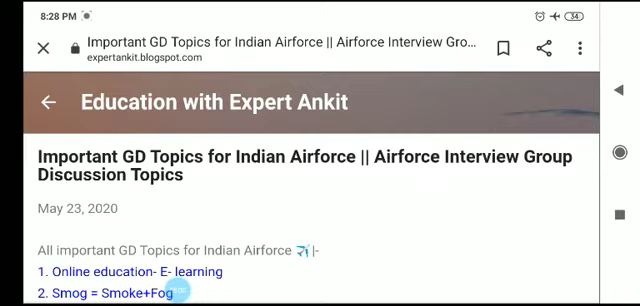 8:28 PM
34
Important GD Topics for Indian Airforce || Airforce Interview Gro...
expertankit.blogspot.com
Education with Expert Ankit
Important GD Topics for Indian Airforce || Airforce Interview Group
Discussion Topics
May 23, 2020
All important GD Topics for Indian Airforce ✈️|-
1. Online education- E- learning
2. Smog = Smoke+Fog